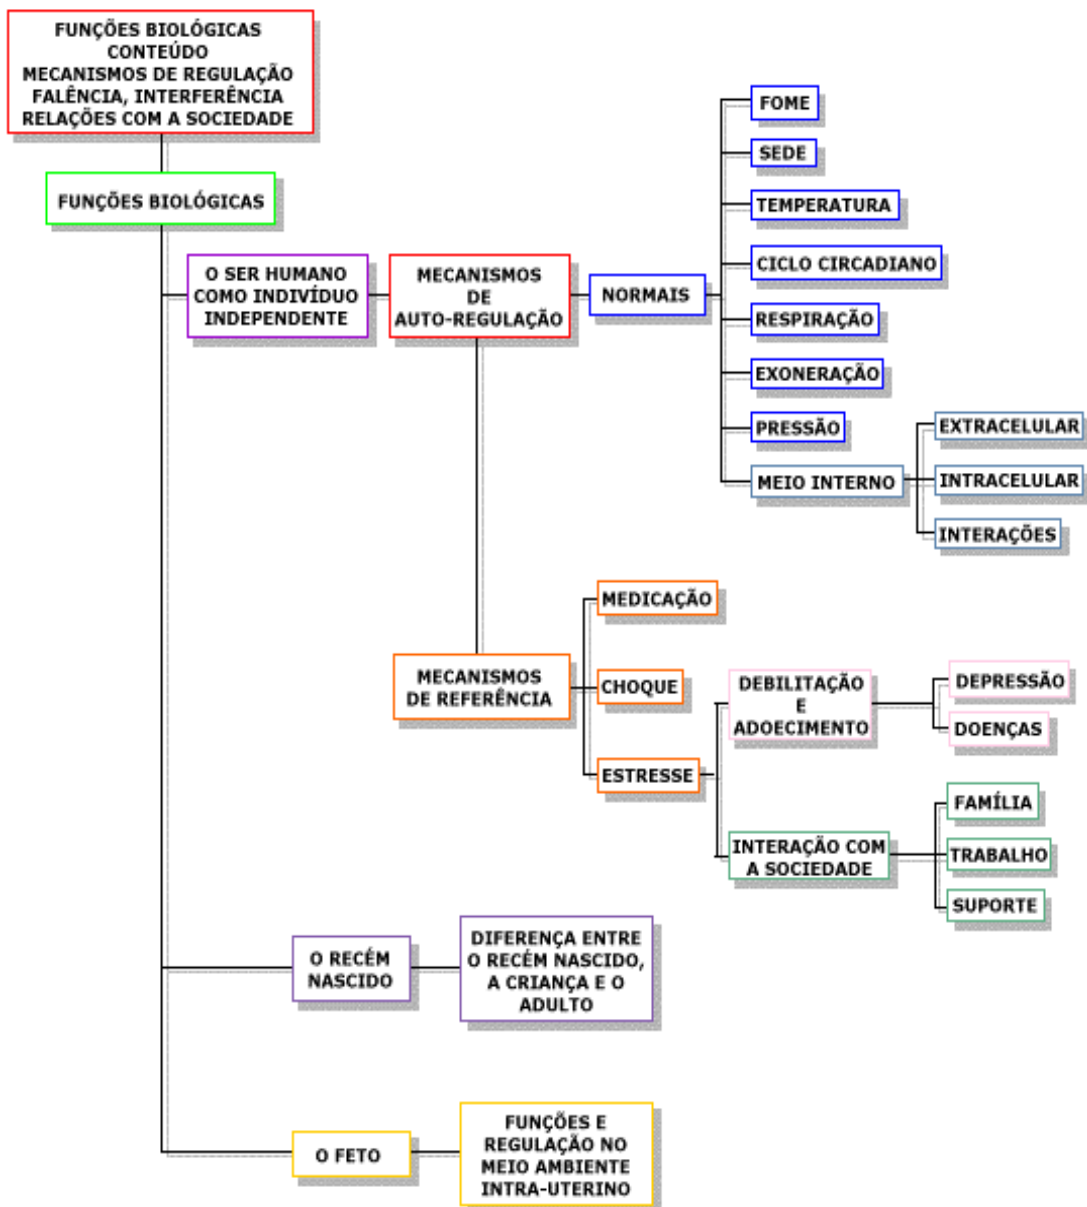 FUNÇÕES BIOLÓGICAS
CONTEÚDO
MECANISMOS DE REGULAÇÃO
FALÊNCIA, INTERFERÊNCIA
RELAÇÕES COM A SOCIEDADE
FUNÇÕES BIOLÓGICAS
O SER HUMANO
COMO INDIVÍDUO
INDEPENDENTE
MECANISMOS
DE
AUTO-REGULAÇÃO
NORMAIS
FOME
SEDE
TEMPERATURA
CICLO CIRCADIANO
RESPIRAÇÃO
EXONERAÇÃO
PRESSÃO
MEIO INTERNO
EXTRACELULAR
INTRACELULAR
INTERAÇÕES
MECANISMOS
DE REFERÊNCIA
MEDICAÇÃO
CHOQUE
ESTRESSE
DEBILITAÇÃO
E
ADOECIMENTO
DEPRESSÃO
DOENÇAS
INTERAÇÃO COM
A SOCIEDADE
FAMÍLIA
TRABALHO
SUPORTE
O RECÉM
NASCIDO
DIFERENÇA ENTRE
O RECÉM NASCIDO,
A CRIANÇA E O
ADULTO
O FETO
FUNÇÕES E
REGULAÇÃO NO
MEIO AMBIENTE
INTRA-UTERINO